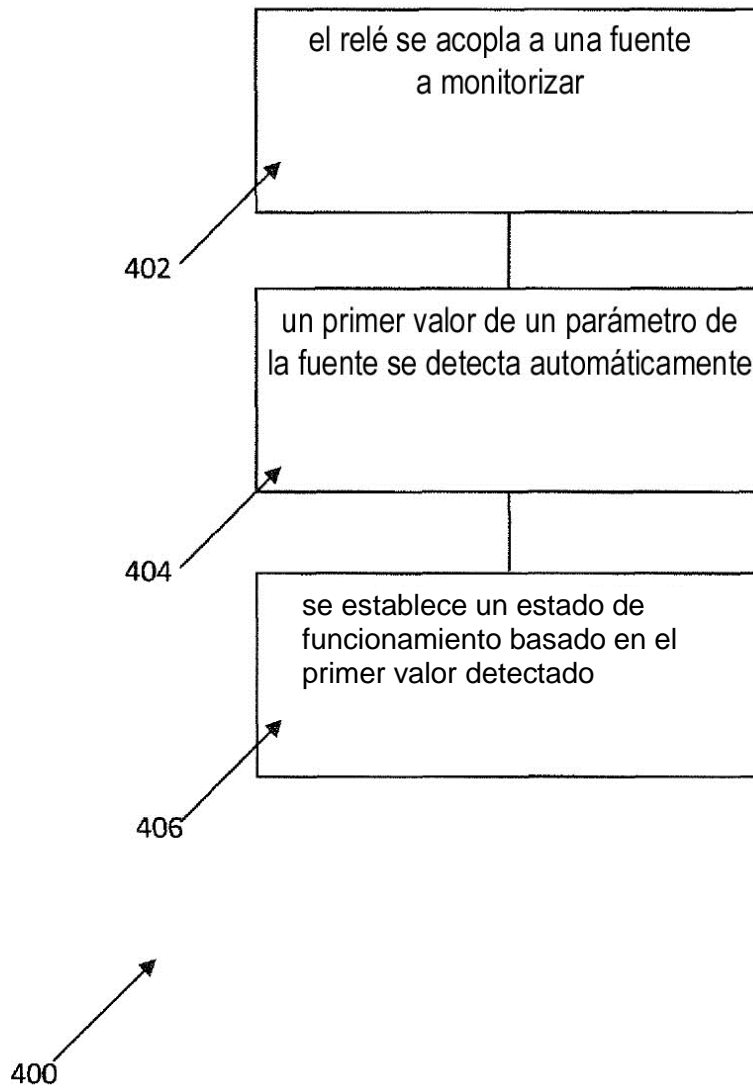 el relé se acopla a una fuente
a monitorizar
402
un primer valor de un parámetro de
la fuente se detecta automáticamente
404
se establece un estado de
funcionamiento basado en el
primer valor detectado
406
400